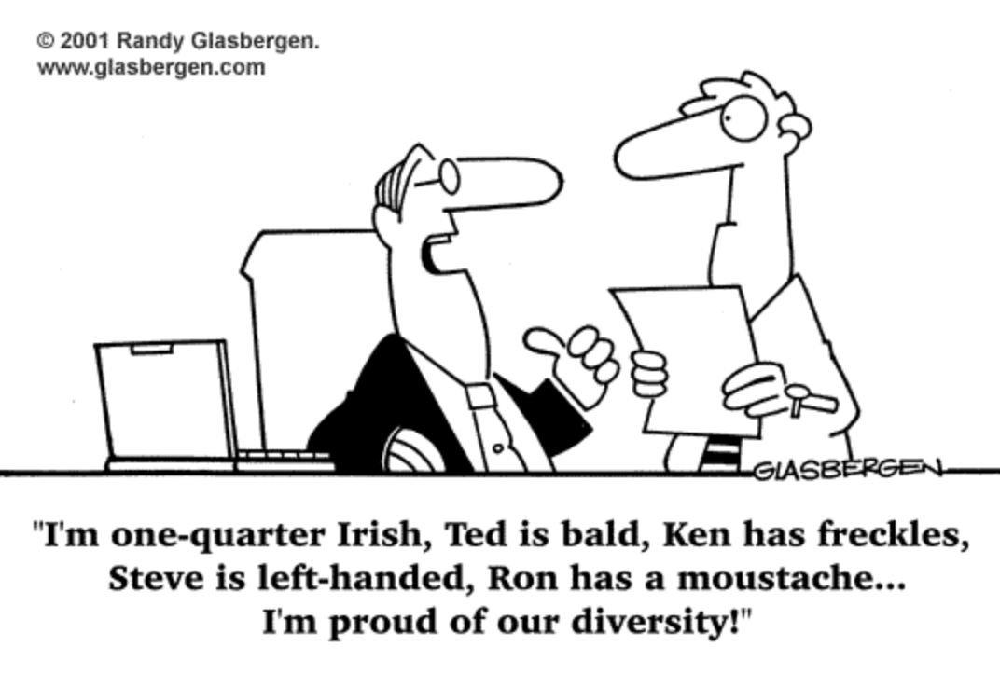 © 2001 Randy Glasbergen.
www.glasbergen.com
GLASBERGEN
"I'm one-quarter Irish, Ted is bald, Ken has freckles,
Steve is left-handed, Ron has a moustache...
I'm proud of our diversity!"